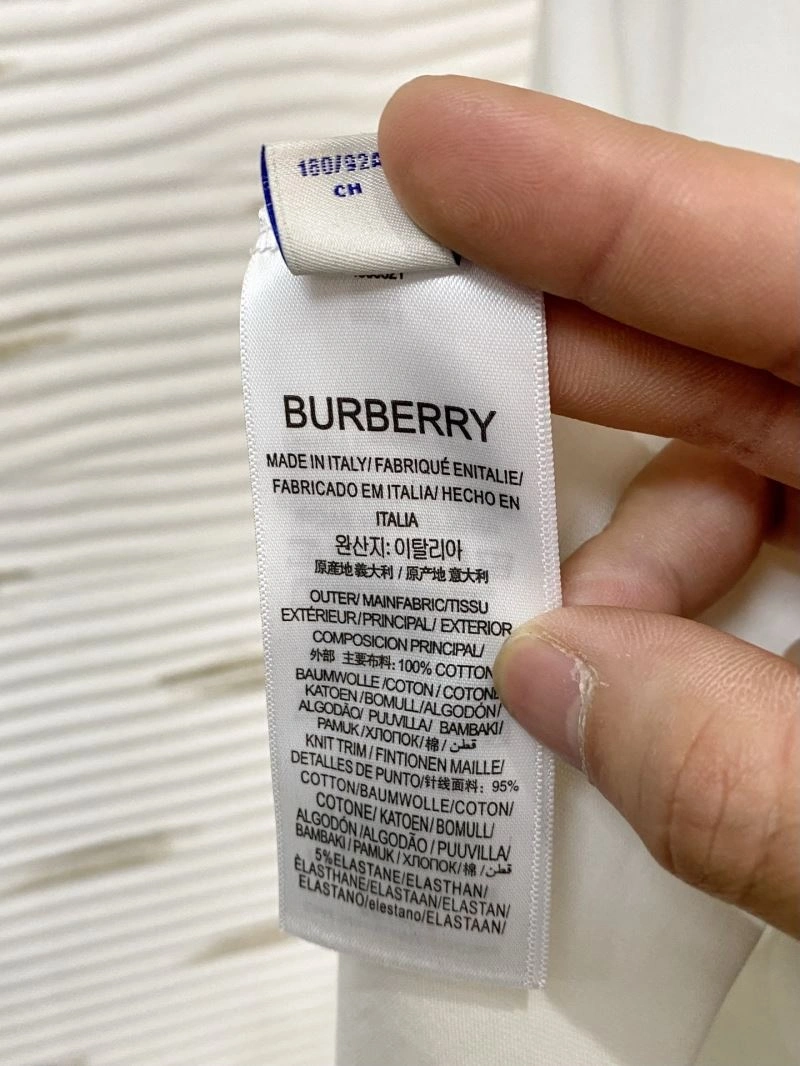 180/92A
CH
BURBERRY
MADE IN ITALY/ FABRIQUÉ ENITALIE/
FABRICADO EM ITALIA/ HECHO EN
ITALIA
완산지: 이탈리아
原産地 義大利 / 原产地 意大利
OUTER/ MAINFABRIC/TISSU
EXTÉRIEUR/PRINCIPAL/ EXTERIOR
COMPOSICION PRINCIPAL/
外部 主要布料: 100% COTTON
BAUMWOLLE /COTON / COTONE
KATOEN /BOMULL/ALGODÓN/
ALGODÃO/ PUUVILLA/ BAMBAKI/
PAMUK /ХЛОПОК/ 棉 / قطن /
KNIT TRIM / FINTIONEN MAILLE/
DETALLES DE PUNTO/针线面料: 95%
COTTON/BAUMWOLLE/COTON/
COTONE/ KATOEN/ BOMULL/
ALGODÓN /ALGODÃO / PUUVILLA/
BAMBAKI / PAMUK / ХЛОПОК/ 棉 / قطن /
5%ELASTANE/ELASTHAN/
ÈLASTHANE/ELASTAAN/ELASTAN/
ELASTANO/elestano/ELASTAAN/